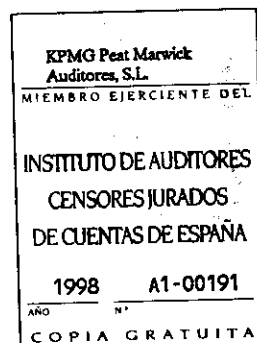 KPMG Peat Marwick
Auditores, S.L.
MIEMBRO EJERCIENTE DEL
INSTITUTO DE AUDITORES
CENSORES JURADOS
DE CUENTAS DE ESPAÑA
1998 A1-00191
AÑO Nº
COPIA GRATUITA